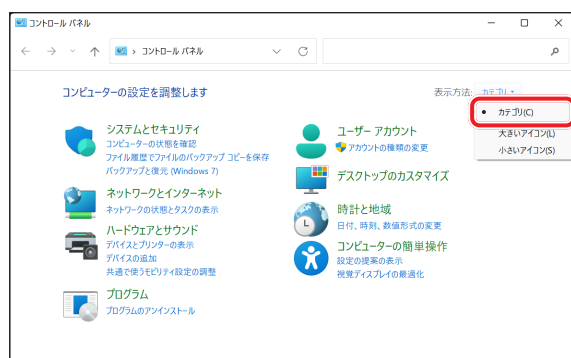 コントロール パネル
コントロール パネル
コンピューターの設定を調整します
表示方法: カテゴリ
カテゴリ(C)
大きいアイコン(L)
小さいアイコン(S)
システムとセキュリティ
コンピューターの状態を確認
ファイル履歴でファイルのバックアップ コピーを保存
バックアップと復元 (Windows 7)
ネットワークとインターネット
ネットワークの状態とタスクの表示
ハードウェアとサウンド
デバイスとプリンターの表示
デバイスの追加
共通で使うモビリティ設定の調整
プログラム
プログラムのアンインストール
ユーザー アカウント
アカウントの種類の変更
デスクトップのカスタマイズ
時計と地域
日付、時刻、数値形式の変更
コンピューターの簡単操作
設定の提案の表示
視覚ディスプレイの最適化